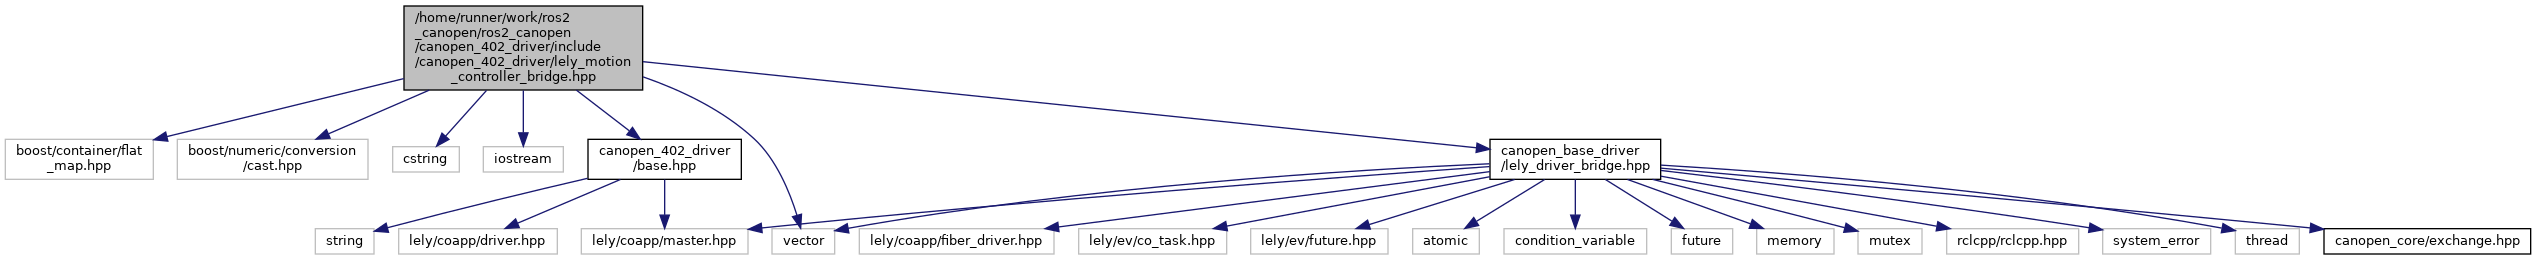 /home/runner/work/ros2
_canopen/ros2_canopen
/canopen_402_driver/include
/canopen_402_driver/lely_motion
_controller_bridge.hpp
boost/container/flat
_map.hpp
boost/numeric/conversion
/cast.hpp
cstring
iostream
canopen_402_driver
/base.hpp
canopen_base_driver
/lely_driver_bridge.hpp
string
lely/coapp/driver.hpp
lely/coapp/master.hpp
vector
lely/coapp/fiber_driver.hpp
lely/ev/co_task.hpp
lely/ev/future.hpp
atomic
condition_variable
future
memory
mutex
rclcpp/rclcpp.hpp
system_error
thread
canopen_core/exchange.hpp